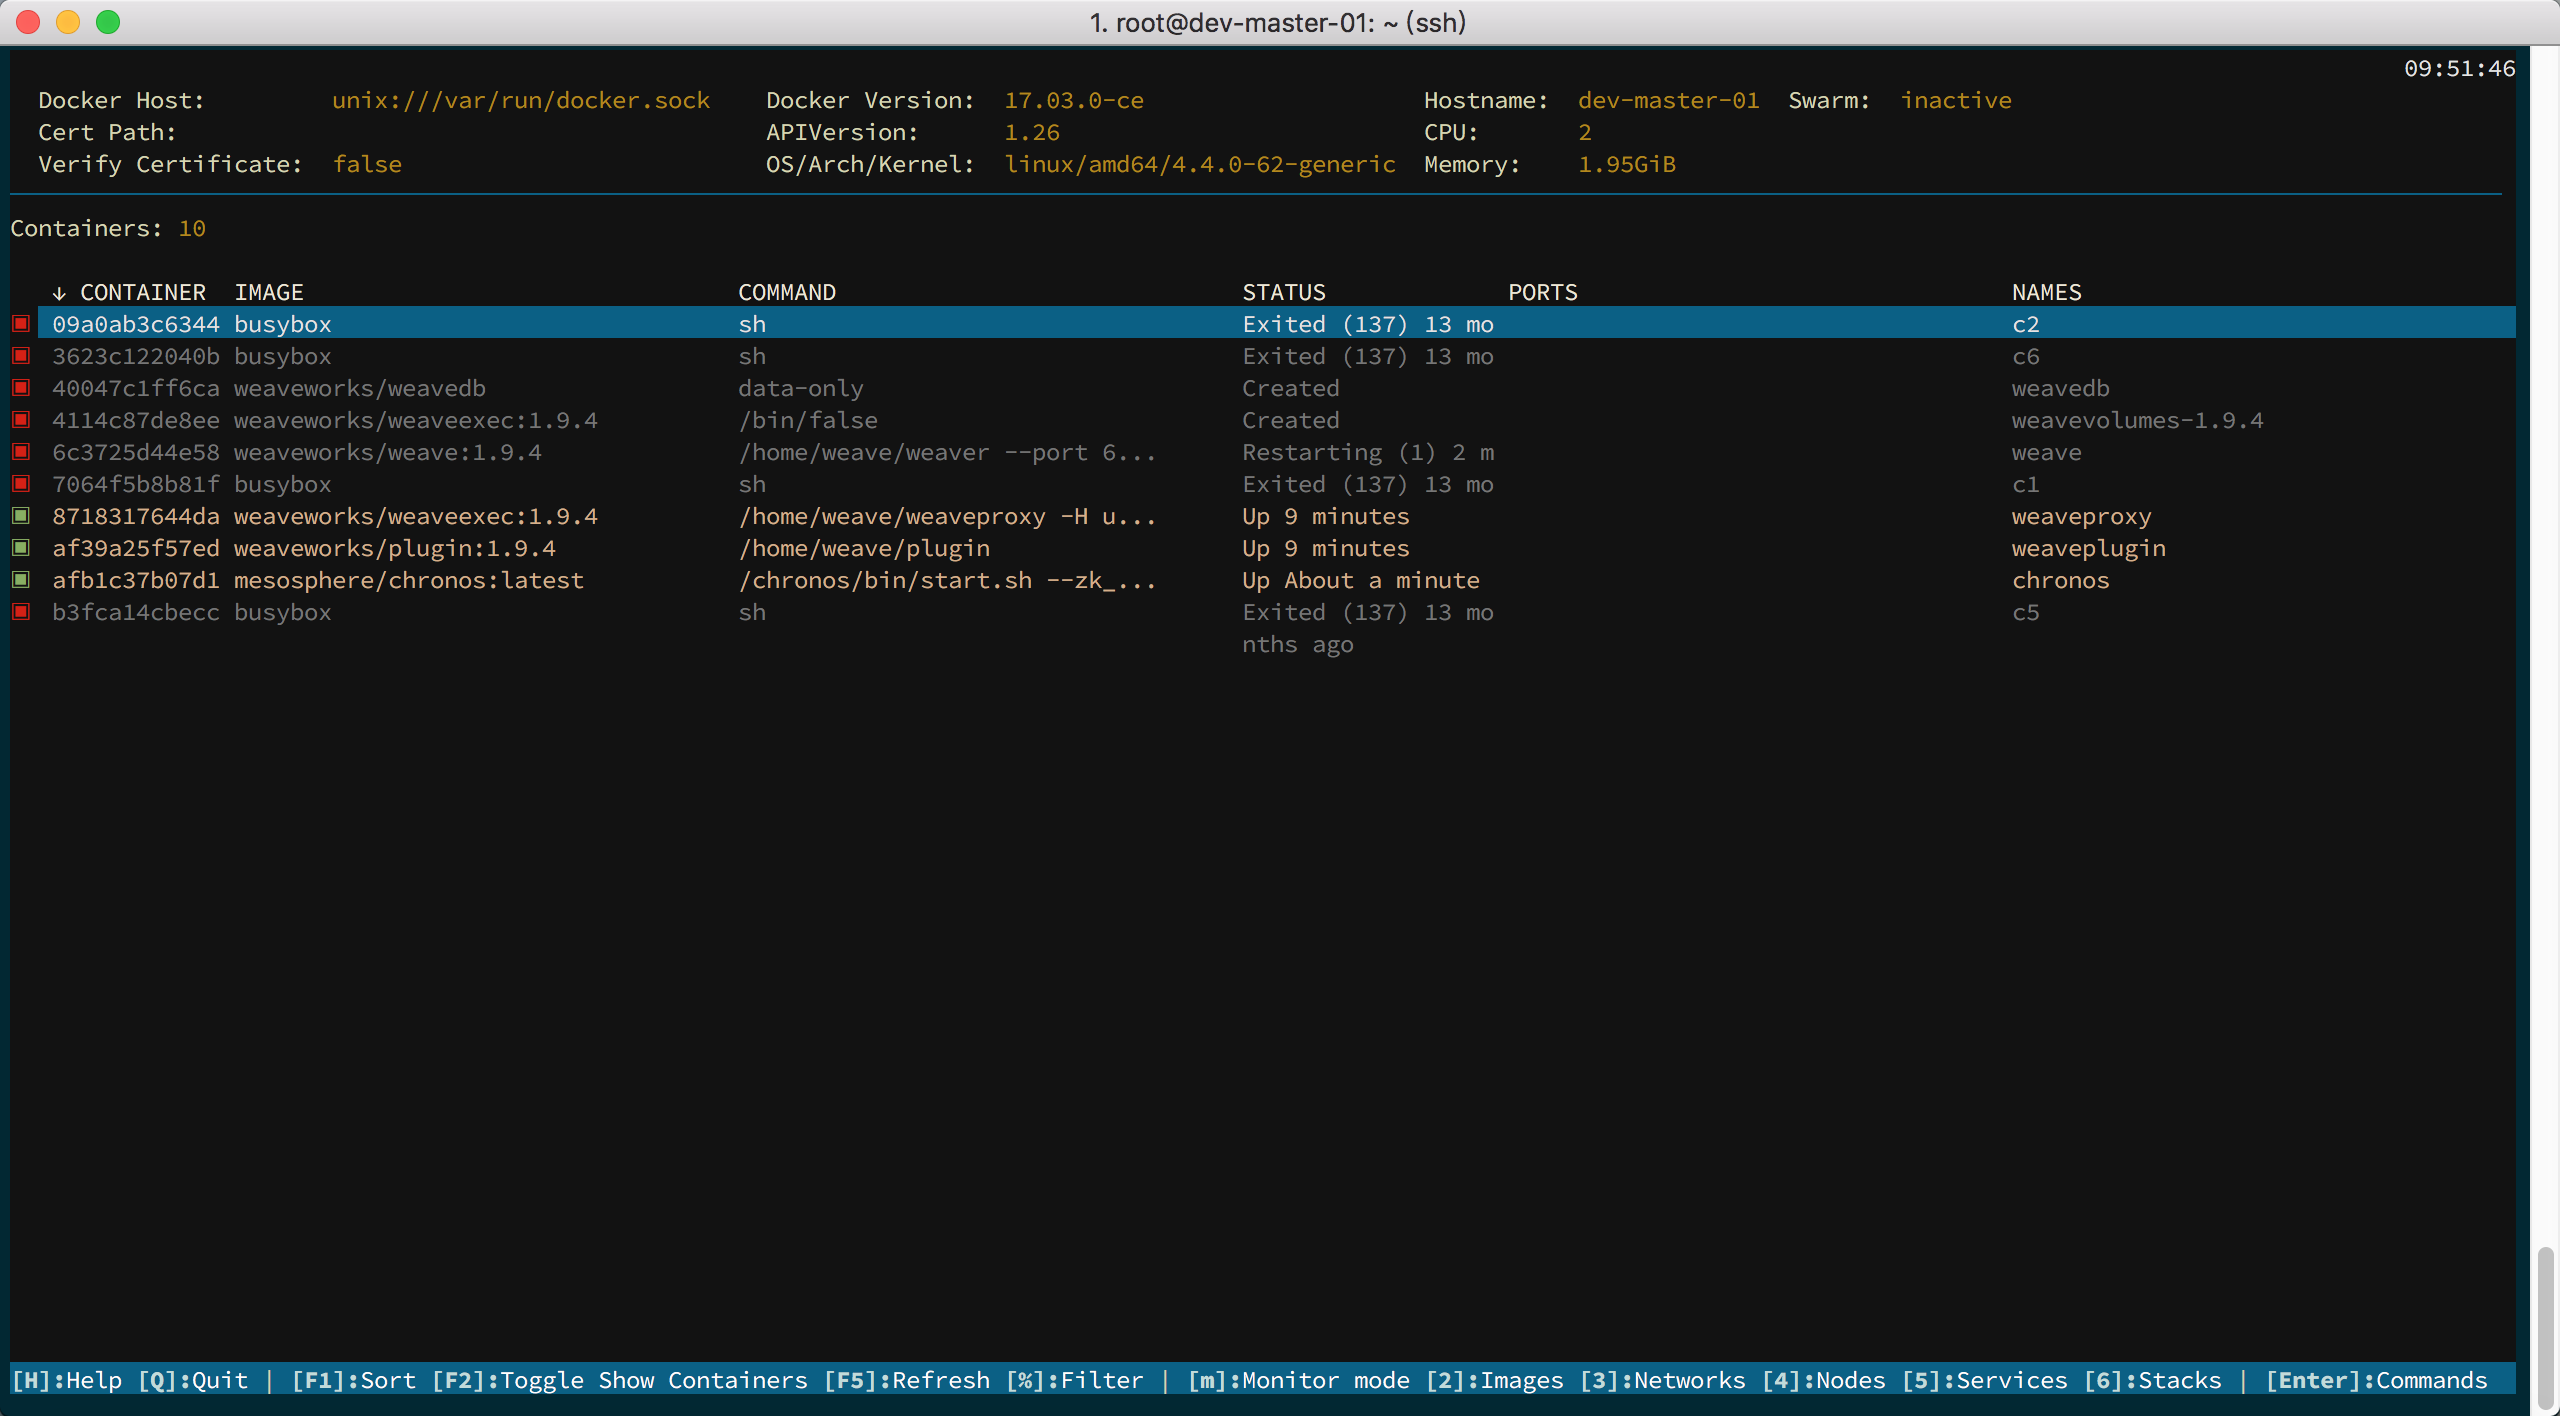 1. root@dev-master-01: ~ (ssh)
09:51:46
Docker Host: unix:///var/run/docker.sock Docker Version: 17.03.0-ce Hostname: dev-master-01 Swarm: inactive
Cert Path: APIVersion: 1.26 CPU: 2
Verify Certificate: false OS/Arch/Kernel: linux/amd64/4.4.0-62-generic Memory: 1.95GiB
Containers: 10
↓ CONTAINER IMAGE COMMAND STATUS PORTS NAMES
09a0ab3c6344 busybox sh Exited (137) 13 mo c2
3623c122040b busybox sh Exited (137) 13 mo c6
40047c1ff6ca weaveworks/weavedb data-only Created weavedb
4114c87de8ee weaveworks/weaveexec:1.9.4 /bin/false Created weavevolumes-1.9.4
6c3725d44e58 weaveworks/weave:1.9.4 /home/weave/weaver --port 6... Restarting (1) 2 m weave
7064f5b8b81f busybox sh Exited (137) 13 mo c1
8718317644da weaveworks/weaveexec:1.9.4 /home/weave/weaveproxy -H u... Up 9 minutes weaveproxy
af39a25f57ed weaveworks/plugin:1.9.4 /home/weave/plugin Up 9 minutes weaveplugin
afb1c37b07d1 mesosphere/chronos:latest /chronos/bin/start.sh --zk_... Up About a minute chronos
b3fca14cbecc busybox sh Exited (137) 13 mo c5
nths ago
[H]:Help [Q]:Quit | [F1]:Sort [F2]:Toggle Show Containers [F5]:Refresh [%]:Filter | [m]:Monitor mode [2]:Images [3]:Networks [4]:Nodes [5]:Services [6]:Stacks | [Enter]:Commands